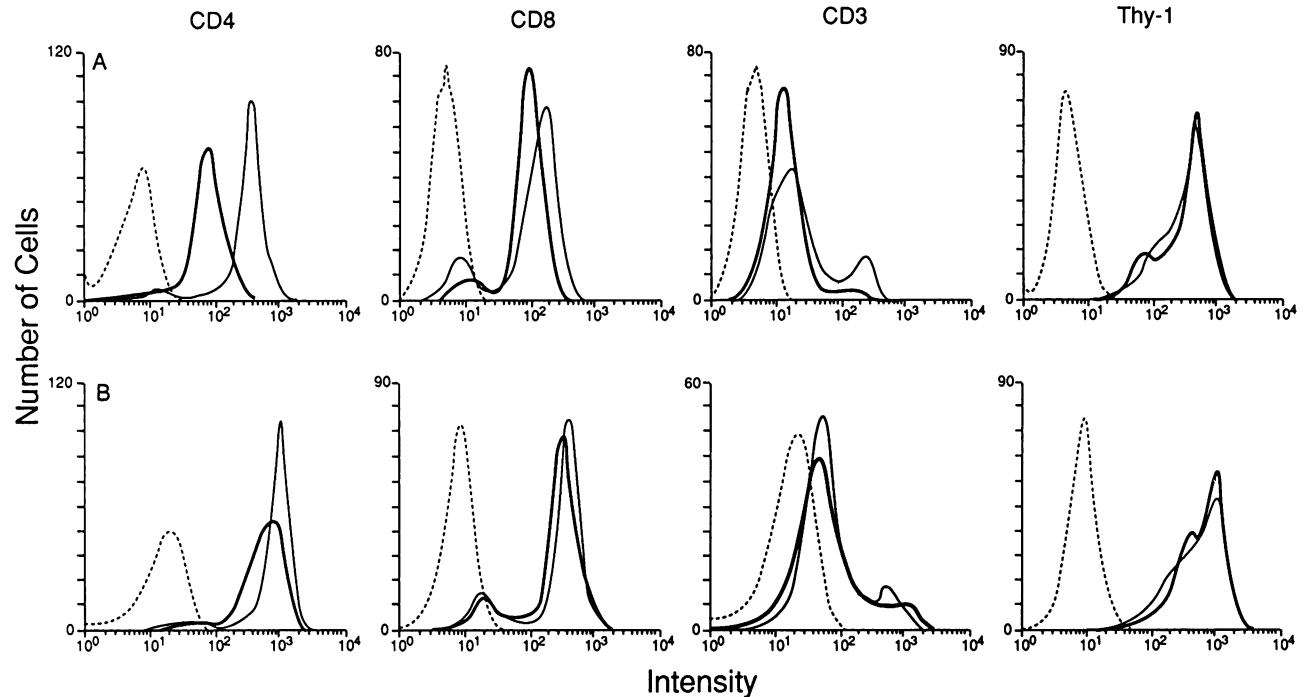 CD4 CD8 CD3 Thy-1
120 A 80 80 90
0 0 0 0
10⁰ 10¹ 10² 10³ 10⁴ 10⁰ 10¹ 10² 10³ 10⁴ 10⁰ 10¹ 10² 10³ 10⁴ 10⁰ 10¹ 10² 10³ 10⁴
Number of Cells
120 B 90 60 90
0 0 0 0
10⁰ 10¹ 10² 10³ 10⁴ 10⁰ 10¹ 10² 10³ 10⁴ 10⁰ 10¹ 10² 10³ 10⁴ 10⁰ 10¹ 10² 10³ 10⁴
Intensity